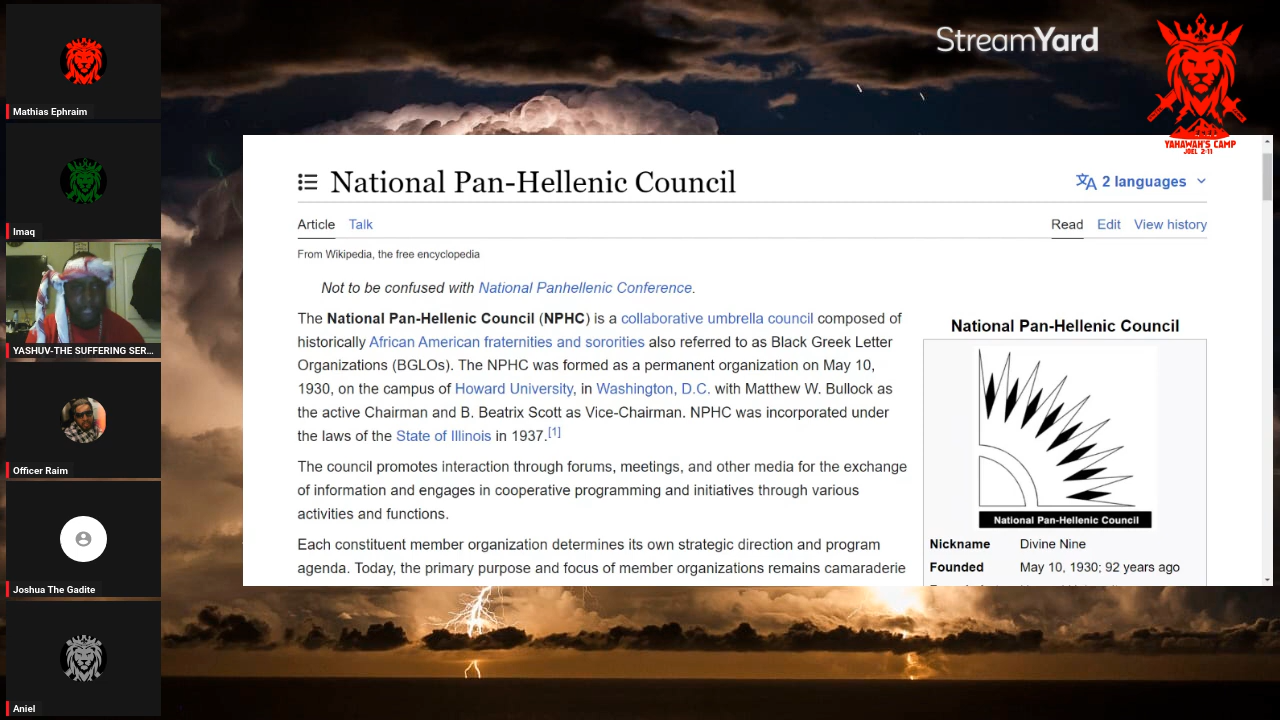 StreamYard
YAHAWAH'S CAMP
JOEL 2:11
Mathias Ephraim
Imaq
YASHUV-THE SUFFERING SER...
Officer Raim
Joshua The Gadite
Aniel
National Pan-Hellenic Council
2 languages
Article Talk
Read Edit View history
From Wikipedia, the free encyclopedia
Not to be confused with National Panhellenic Conference.
The National Pan-Hellenic Council (NPHC) is a collaborative umbrella council composed of
historically African American fraternities and sororities also referred to as Black Greek Letter
Organizations (BGLOs). The NPHC was formed as a permanent organization on May 10,
1930, on the campus of Howard University, in Washington, D.C. with Matthew W. Bullock as
the active Chairman and B. Beatrix Scott as Vice-Chairman. NPHC was incorporated under
the laws of the State of Illinois in 1937.[1]
The council promotes interaction through forums, meetings, and other media for the exchange
of information and engages in cooperative programming and initiatives through various
activities and functions.
Each constituent member organization determines its own strategic direction and program
agenda. Today, the primary purpose and focus of member organizations remains camaraderie
National Pan-Hellenic Council
National Pan-Hellenic Council
Nickname Divine Nine
Founded May 10, 1930; 92 years ago